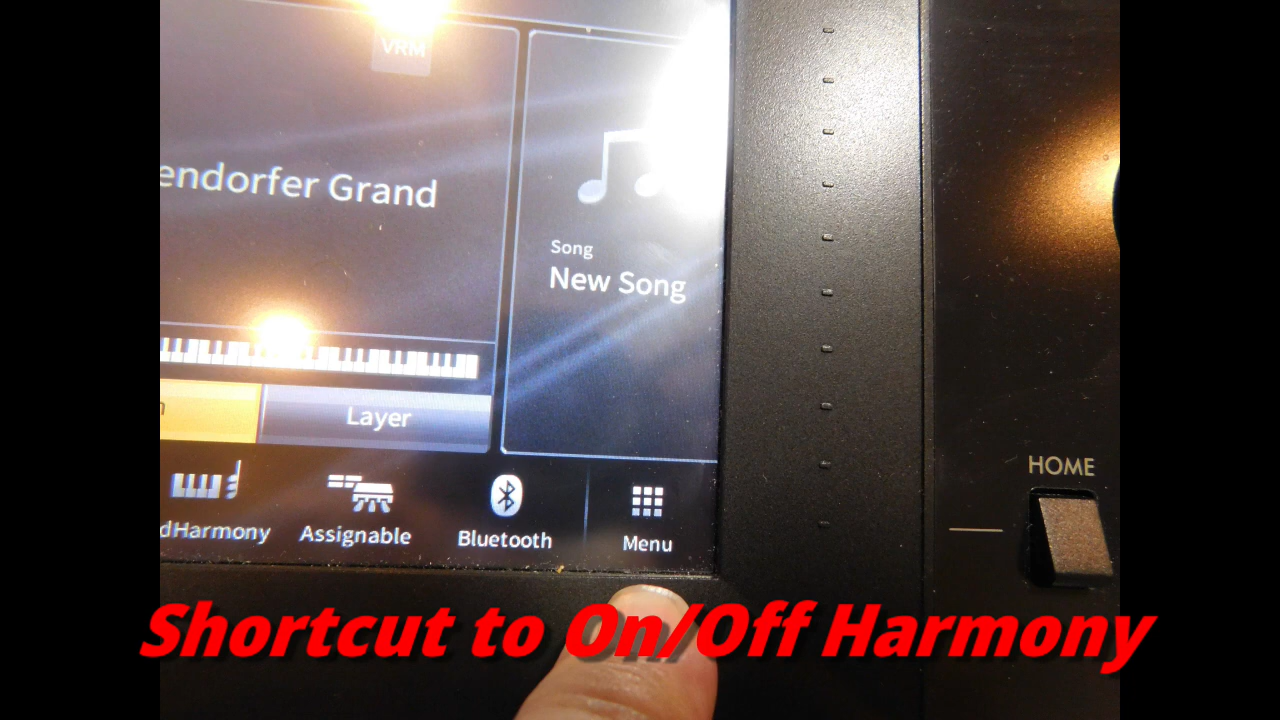 VRM
endorfer Grand
Song
New Song
Layer
dHarmony
Assignable
Bluetooth
Menu
HOME
Shortcut to On/Off Harmony